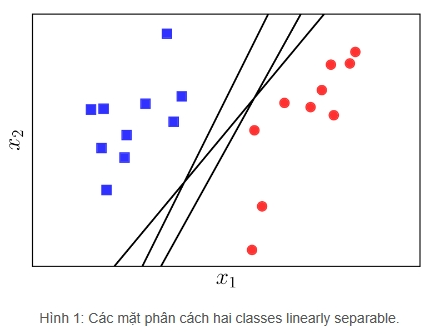 x2
x1
Hình 1: Các mặt phân cách hai classes linearly separable.